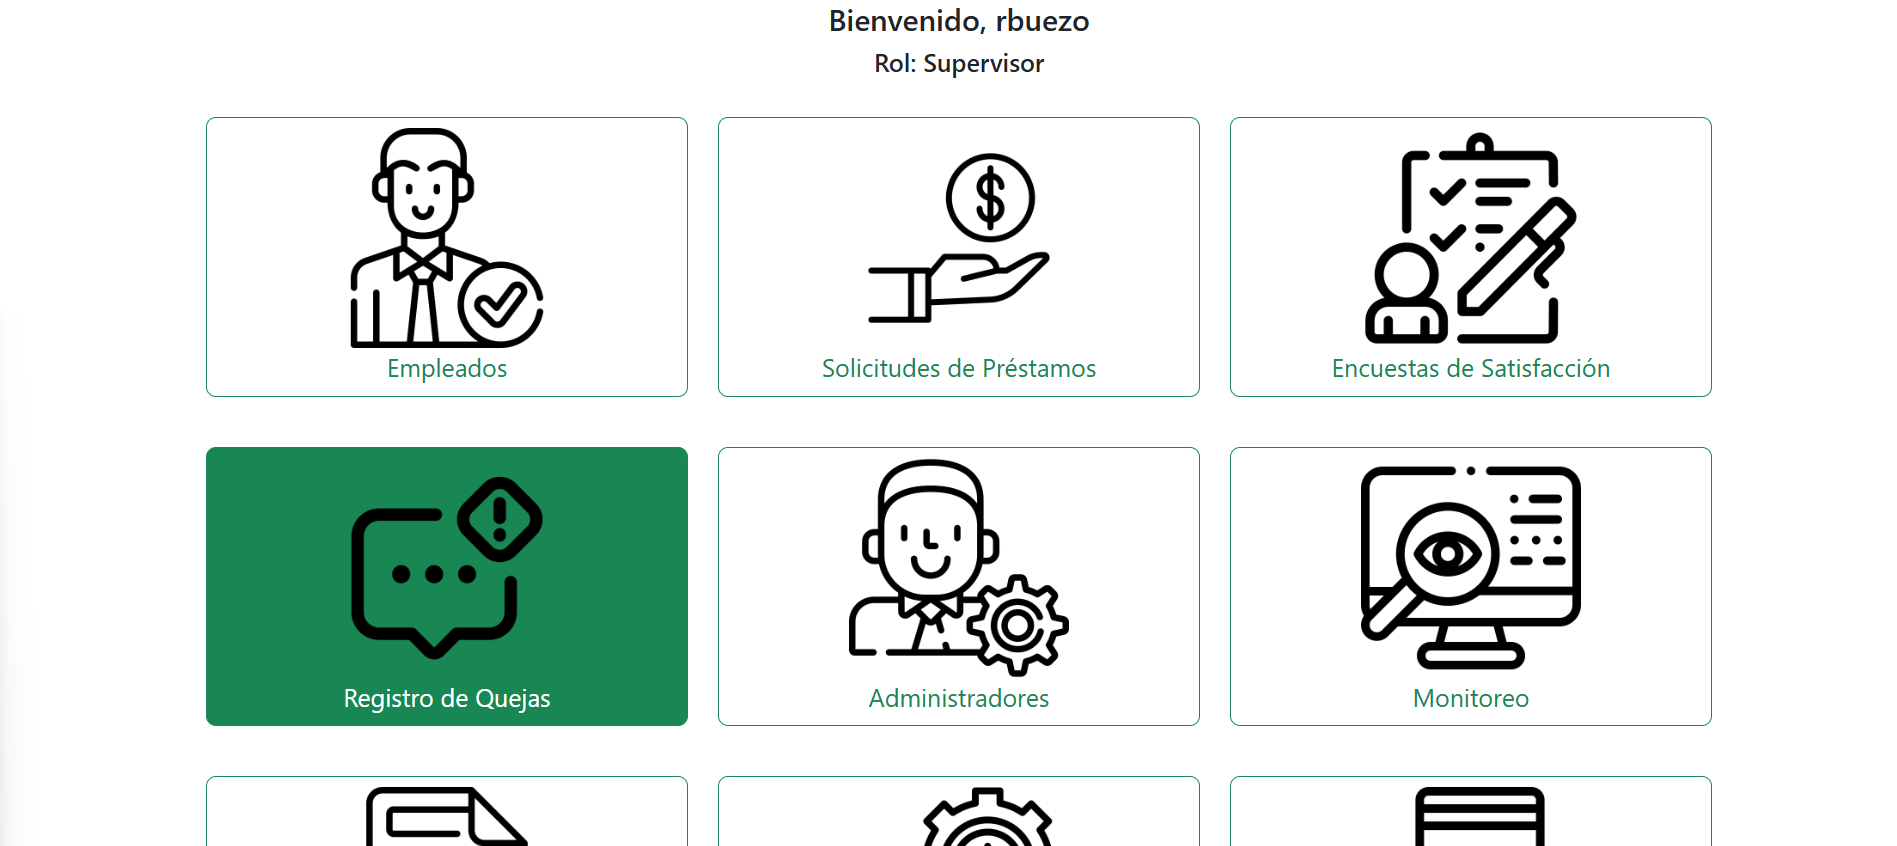 Bienvenido, rbuezo
Rol: Supervisor
Empleados
Solicitudes de Préstamos
Encuestas de Satisfacción
Registro de Quejas
Administradores
Monitoreo